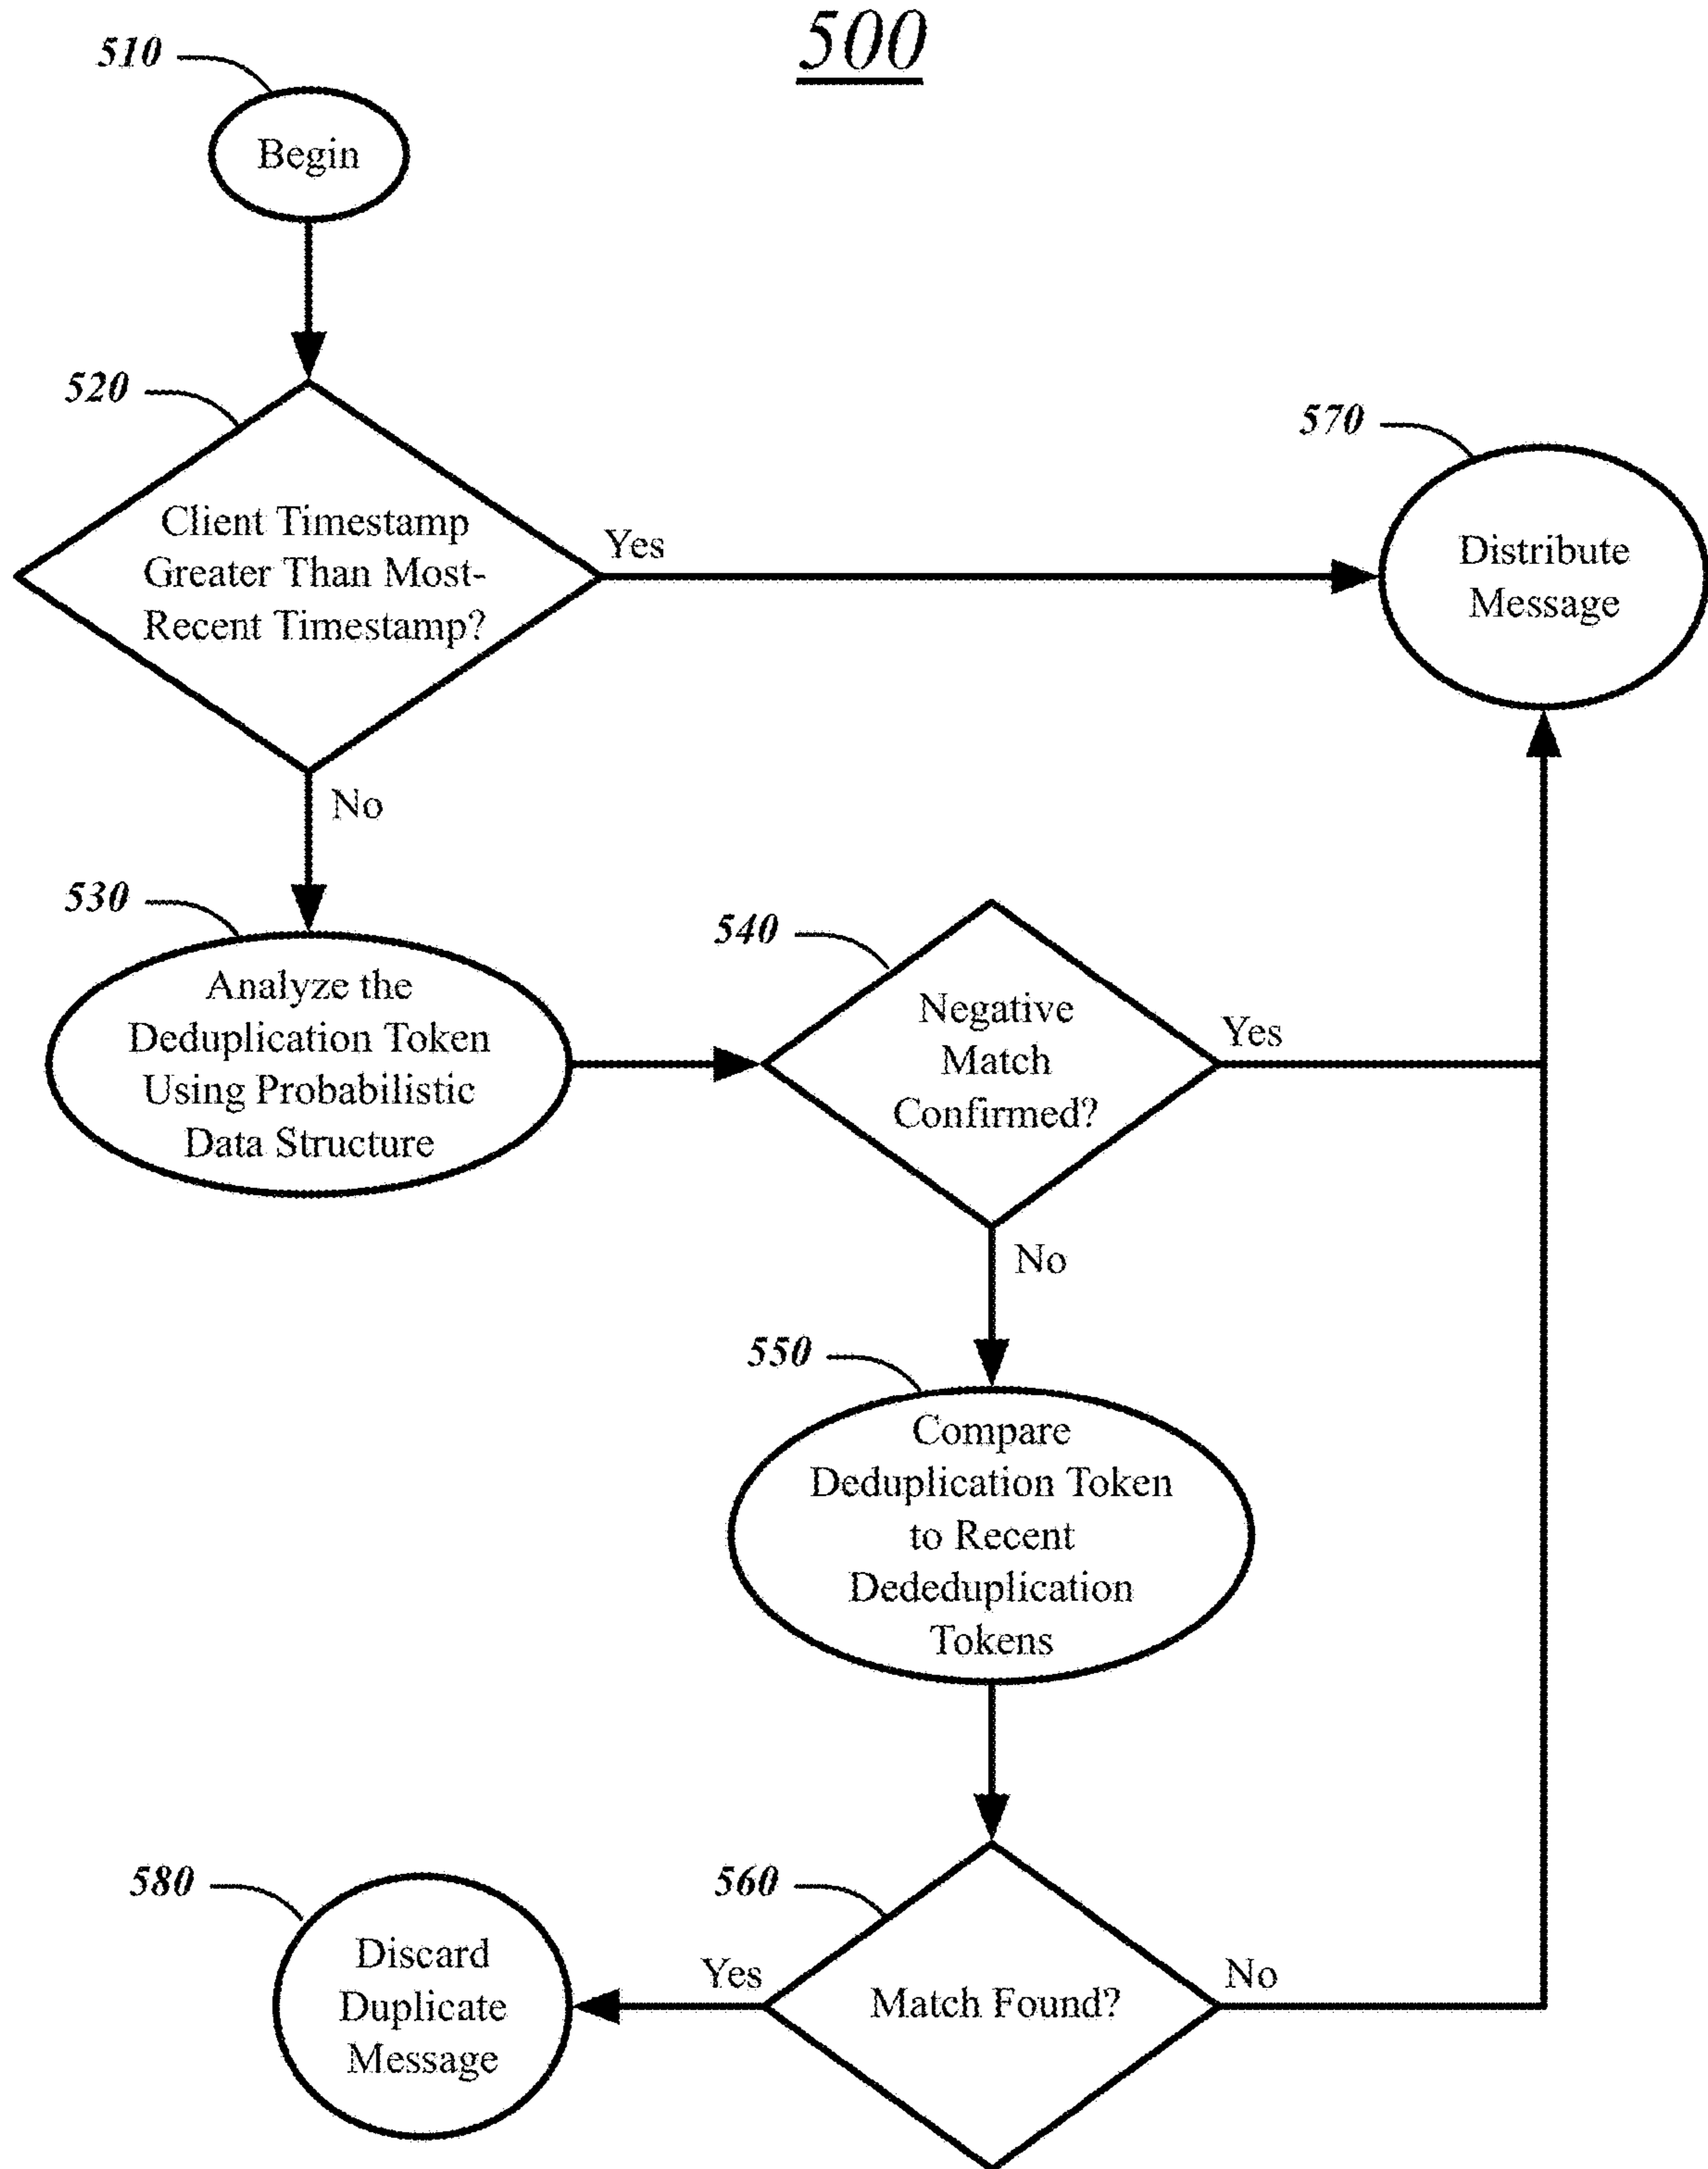 500
510
Begin
520
Client Timestamp
Greater Than Most-
Recent Timestamp?
Yes
570
Distribute
Message
No
530
Analyze the
Deduplication Token
Using Probabilistic
Data Structure
540
Negative
Match
Confirmed?
Yes
No
550
Compare
Deduplication Token
to Recent
Dededuplication
Tokens
580
Discard
Duplicate
Message
Yes
560
Match Found?
No